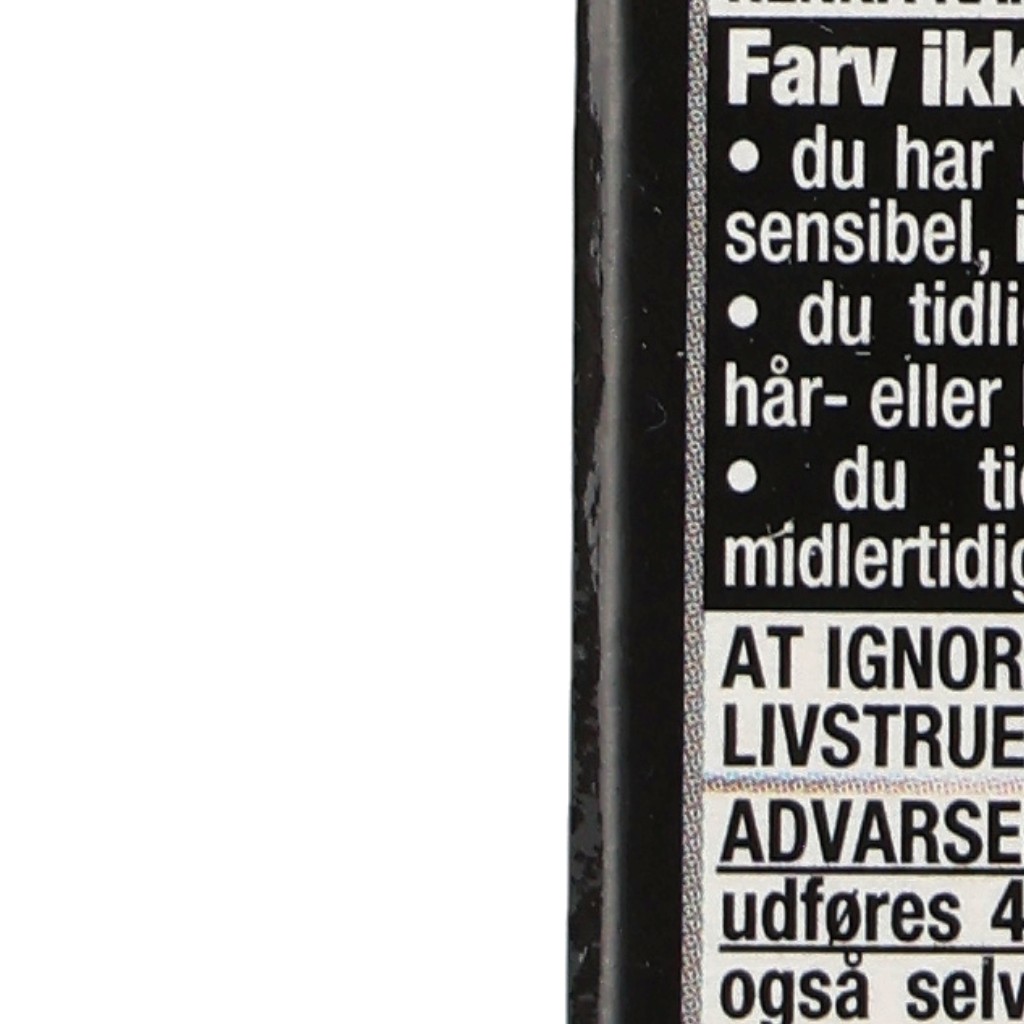 Farv ikk
• du har
sensibel, i
• du tidli
hår- eller
• du ti
midlertidig
AT IGNOR
LIVSTRUE
ADVARSE
udføres 4
også selv